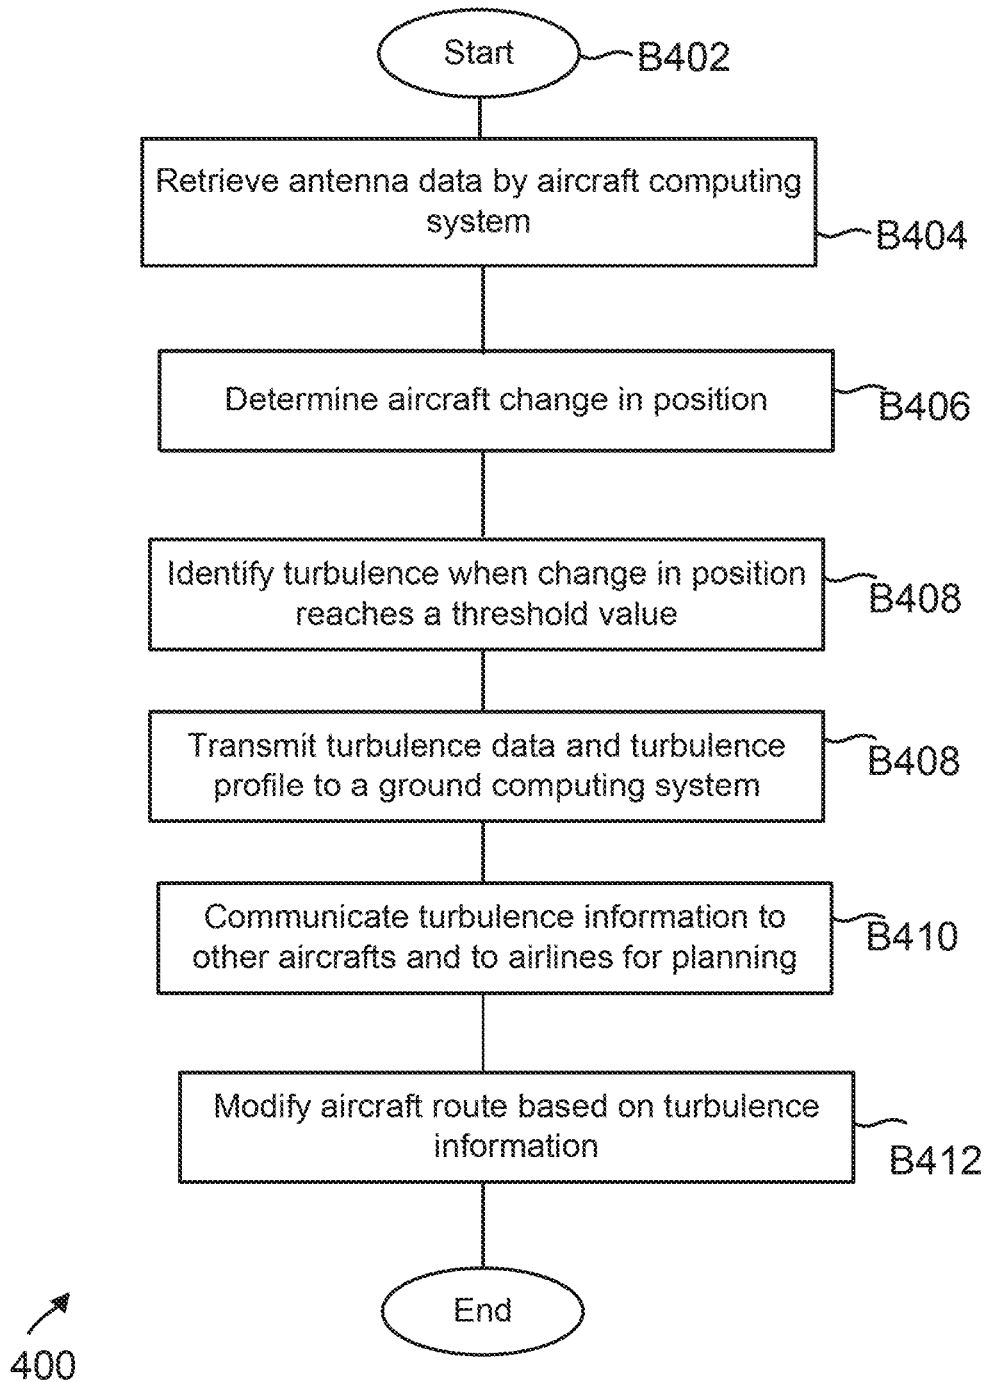 Start
B402
Retrieve antenna data by aircraft computing
system
B404
Determine aircraft change in position
B406
Identify turbulence when change in position
reaches a threshold value
B408
Transmit turbulence data and turbulence
profile to a ground computing system
B408
Communicate turbulence information to
other aircrafts and to airlines for planning
B410
Modify aircraft route based on turbulence
information
B412
End
400